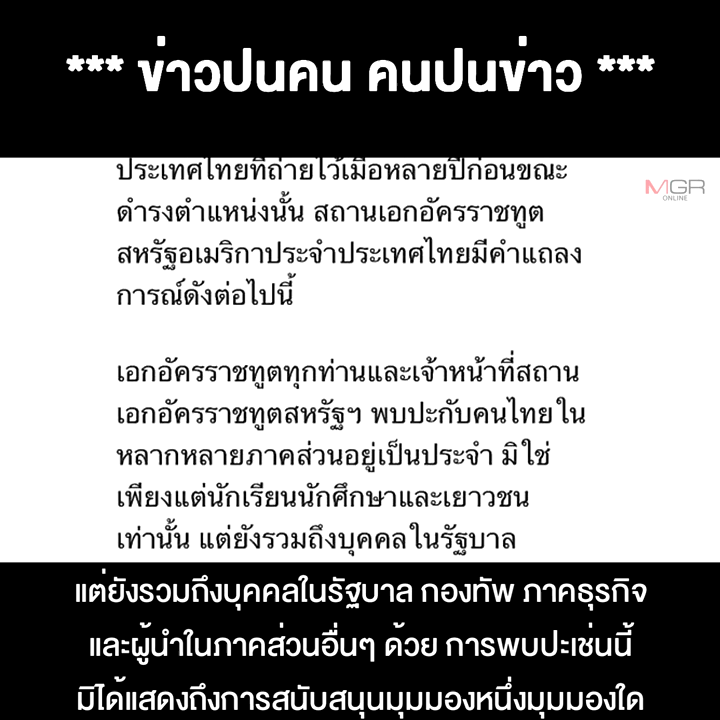 *** ข่าวปนคน คนปนข่าว ***
ประเทศไทยที่ถ่ายไว้เมื่อหลายปีก่อนขณะ
MGR
ONLINE
ดำรงตำแหน่งนั้น สถานเอกอัครราชทูต
สหรัฐอเมริกาประจำประเทศไทยมีคำแถลง
การณ์ดังต่อไปนี้
เอกอัครราชทูตทุกท่านและเจ้าหน้าที่สถาน
เอกอัครราชทูตสหรัฐฯ พบปะกับคนไทยใน
หลากหลายภาคส่วนอยู่เป็นประจำ มิใช่
เพียงแต่นักเรียนนักศึกษาและเยาวชน
เท่านั้น แต่ยังรวมถึงบุคคลในรัฐบาล
แต่ยังรวมถึงบุคคลในรัฐบาล กองทัพ ภาคธุรกิจ
และผู้นำในภาคส่วนอื่นๆ ด้วย การพบปะเช่นนี้
มิได้แสดงถึงการสนับสนุนมุมมองหนึ่งมุมมองใด